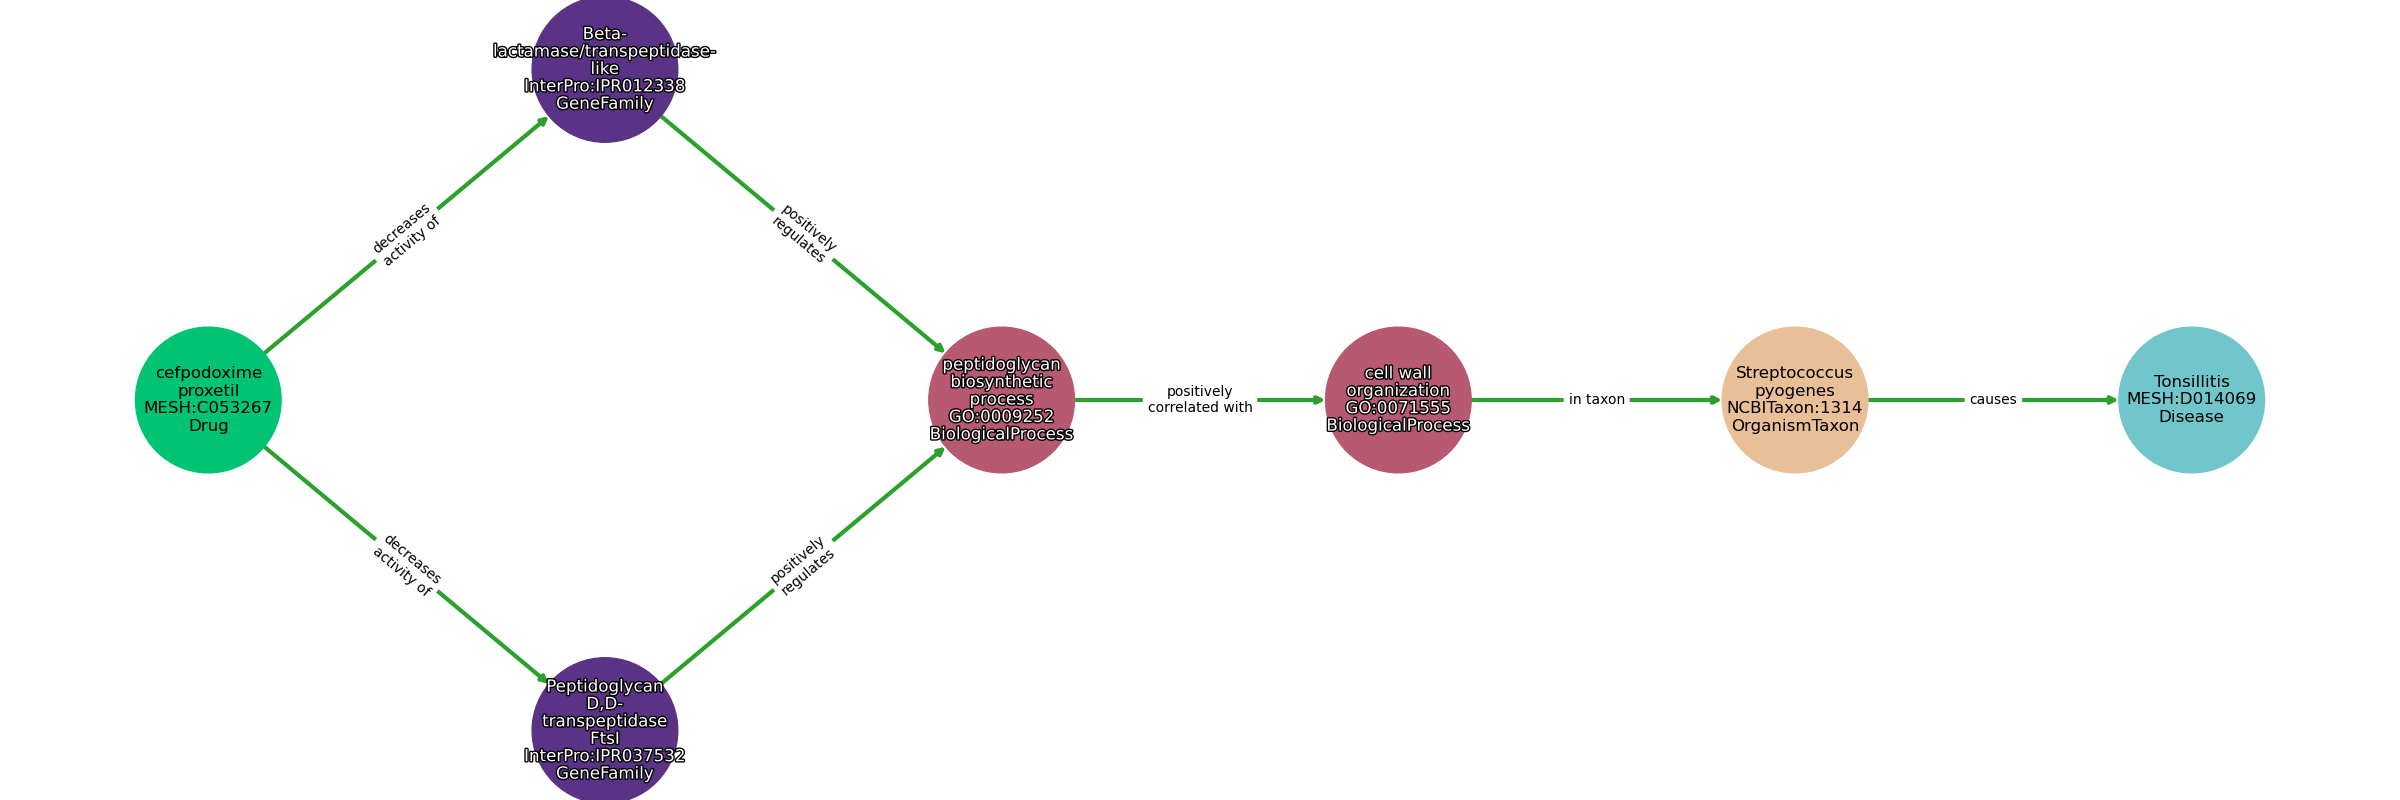 Beta-
lactamase/transpeptidase-
like
InterPro:IPR012338
GeneFamily
decreases
activity of
positively
regulates
cefpodoxime
proxetil
MESH:C053267
Drug
peptidoglycan
biosynthetic
process
GO:0009252
BiologicalProcess
positively
correlated with
cell wall
organization
GO:0071555
BiologicalProcess
in taxon
Streptococcus
pyogenes
NCBITaxon:1314
OrganismTaxon
causes
Tonsillitis
MESH:D014069
Disease
decreases
activity of
positively
regulates
Peptidoglycan
D,D-
transpeptidase
FtsI
InterPro:IPR037532
GeneFamily